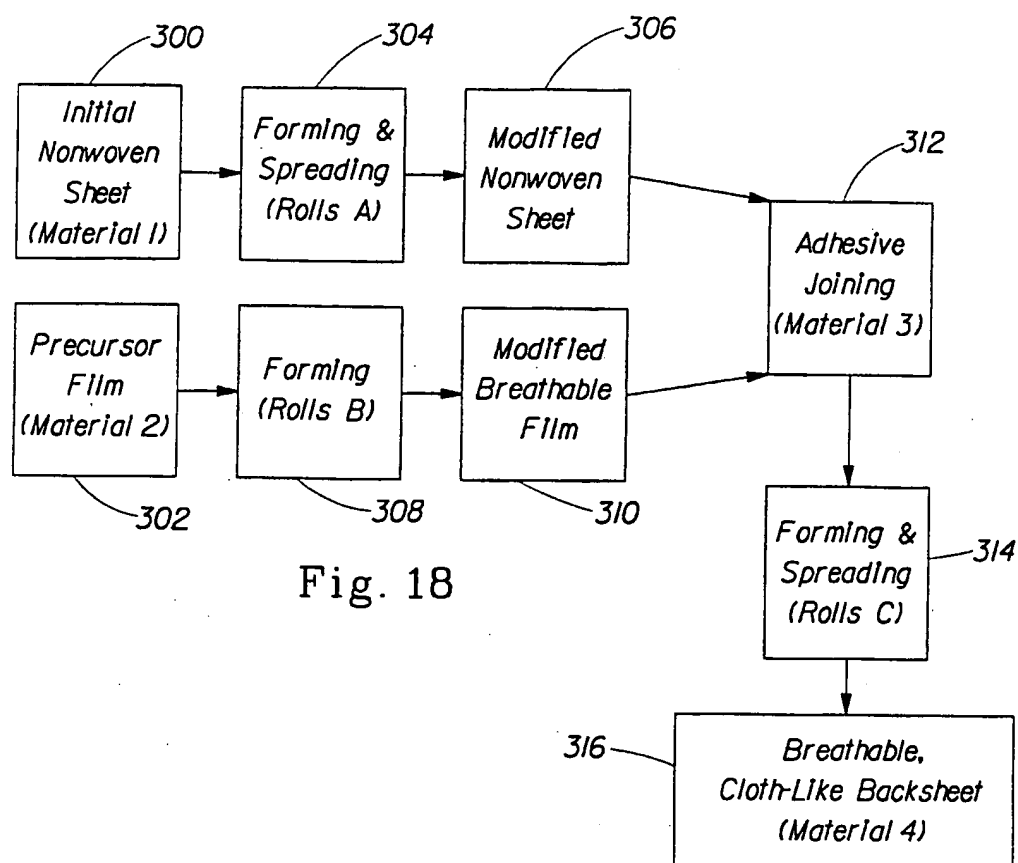 300
Initial
Nonwoven
Sheet
(Material 1)
304
Forming &
Spreading
(Rolls A)
306
Modified
Nonwoven
Sheet
312
Adhesive
Joining
(Material 3)
Precursor
Film
(Material 2)
302
Forming
(Rolls B)
308
Modified
Breathable
Film
310
Forming &
Spreading
(Rolls C)
314
Fig. 18
316
Breathable,
Cloth-Like Backsheet
(Material 4)